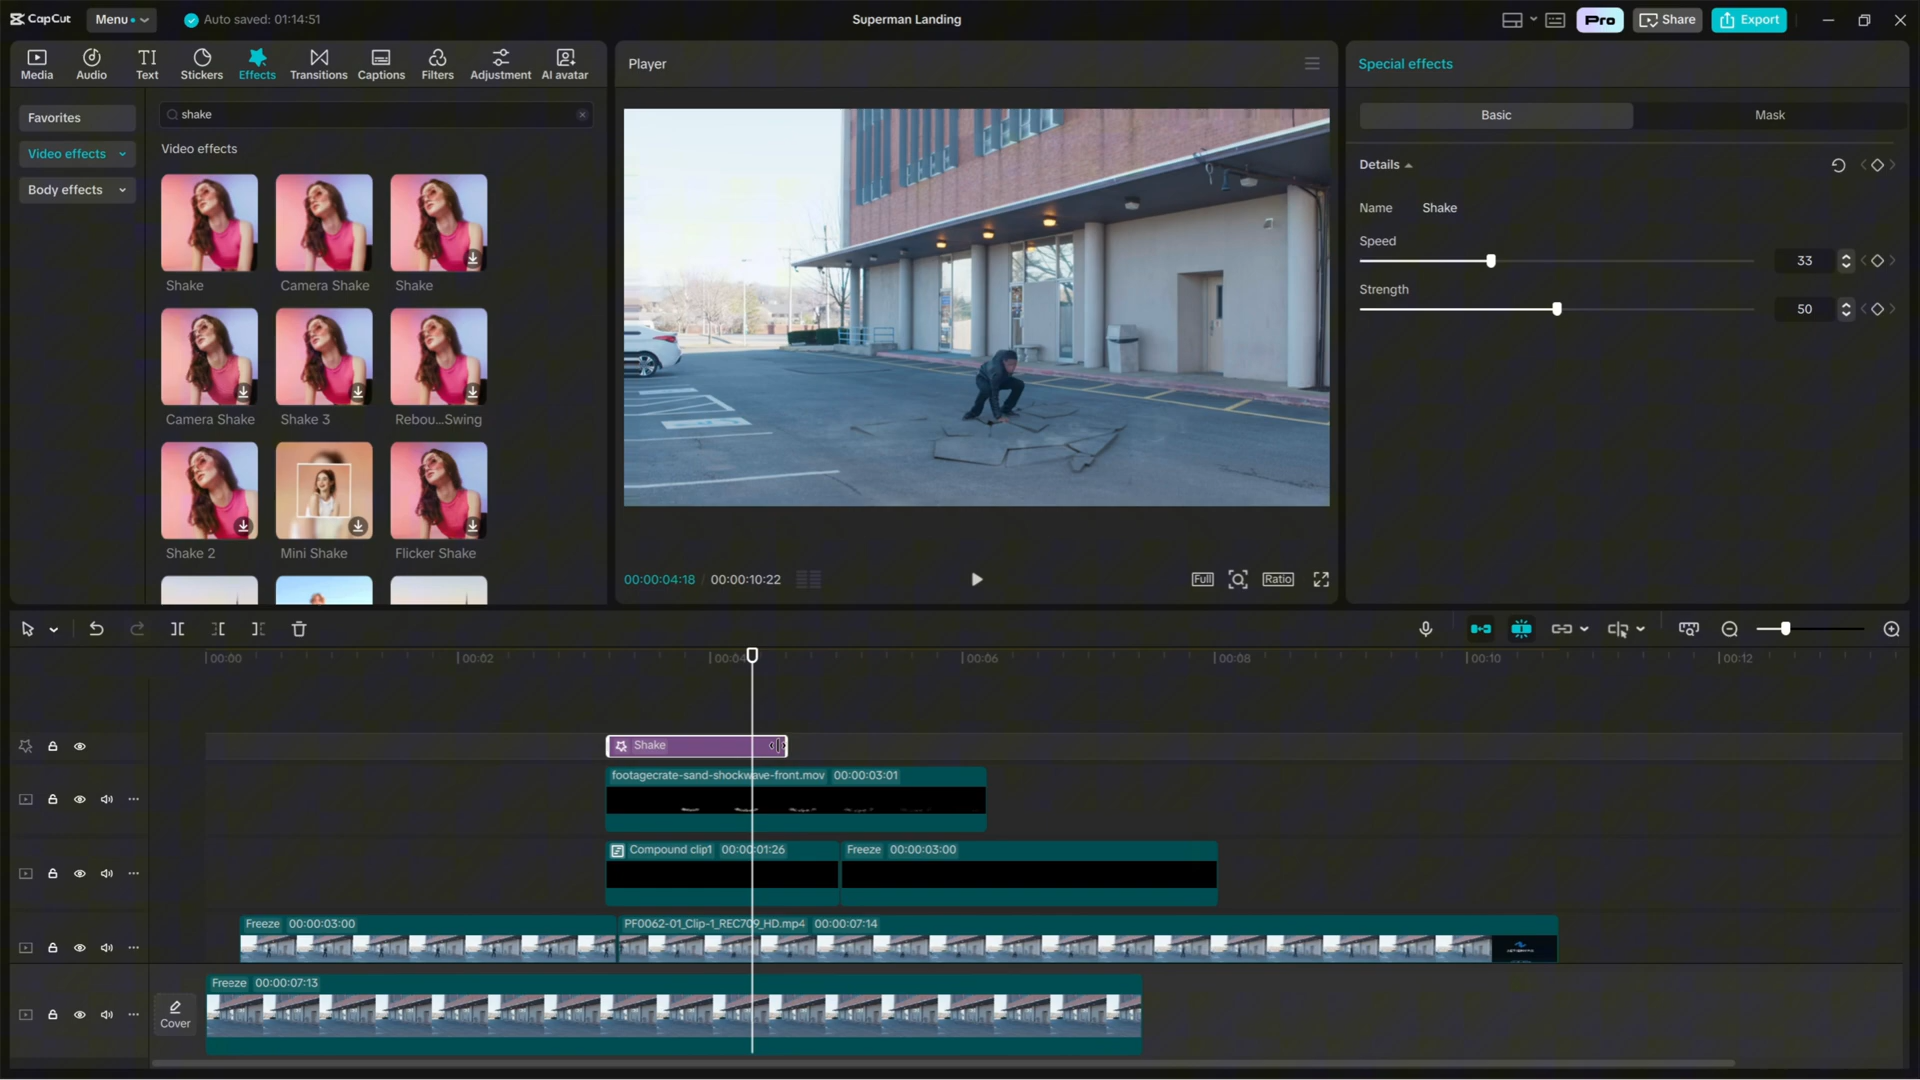 CapCut
Menu
Auto saved: 01:14:51
Superman Landing
Pro
Share
Export
Media
Audio
TI
Text
Stickers
Effects
Transitions
Captions
Filters
Adjustment
AI avatar
Favorites
Video effects
Body effects
shake
Video effects
Shake
Camera Shake
Shake
Camera Shake
Shake 3
Rebou...Swing
Shake 2
Mini Shake
Flicker Shake
Player
00:00:04:18 / 00:00:10:22
Full
Ratio
Special effects
Basic
Mask
Details
Name
Shake
Speed
33
Strength
50
00:00
00:02
00:04
00:06
00:08
00:10
00:12
Shake
footagecrate-sand-shockwave-front.mov 00:00:03:01
Compound clip1 00:00:01:26
Freeze 00:00:03:00
Freeze 00:00:03:00
PF0062-01_Clip-1_REC709_HD.mp4 00:00:07:14
Cover
Freeze 00:00:07:13